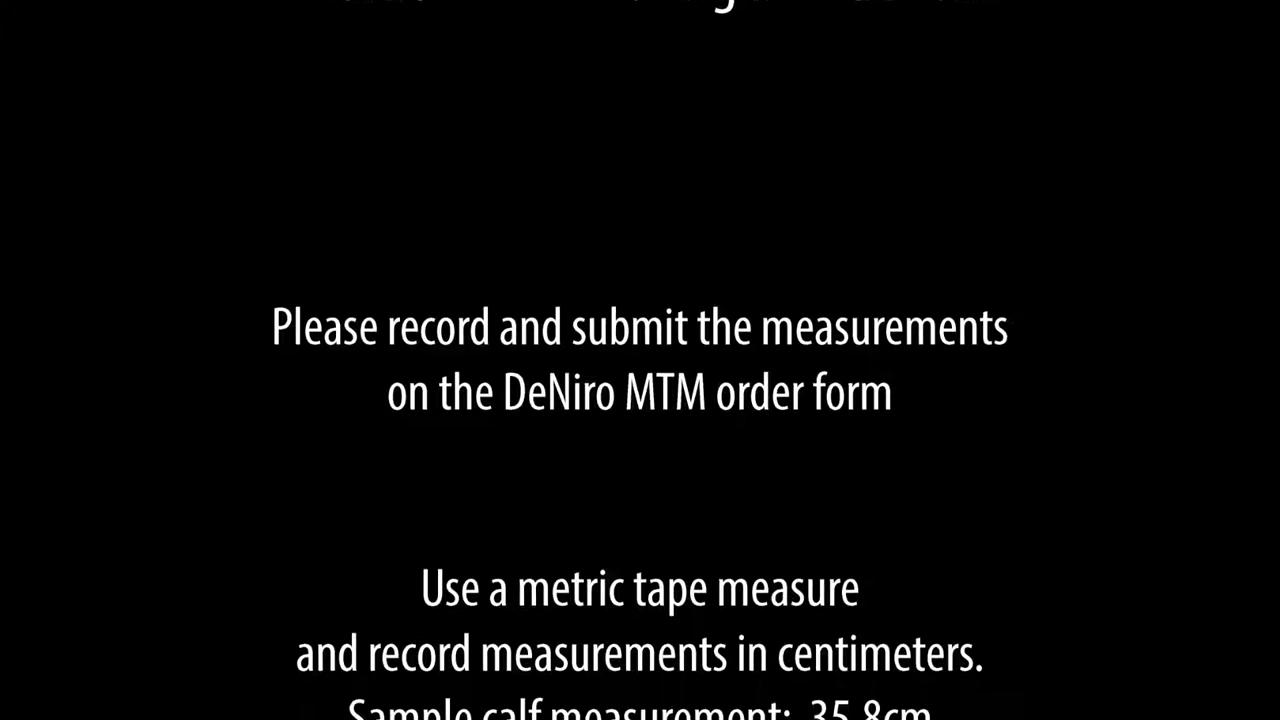 Please record and submit the measurements
on the DeNiro MTM order form
Use a metric tape measure
and record measurements in centimeters.
Sample calf measurement: 35.8cm